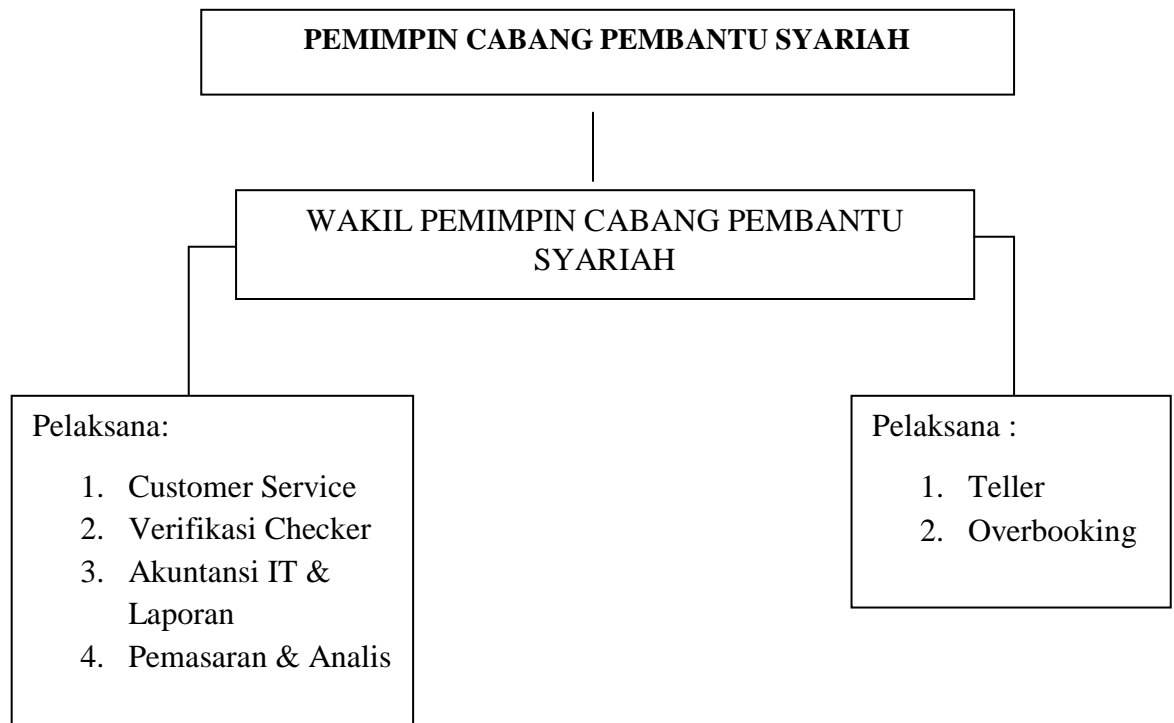 PEMIMPIN CABANG PEMBANTU SYARIAH
WAKIL PEMIMPIN CABANG PEMBANTU
SYARIAH
Pelaksana:
1. Customer Service
2. Verifikasi Checker
3. Akuntansi IT &
Laporan
4. Pemasaran & Analis
Pelaksana :
1. Teller
2. Overbooking